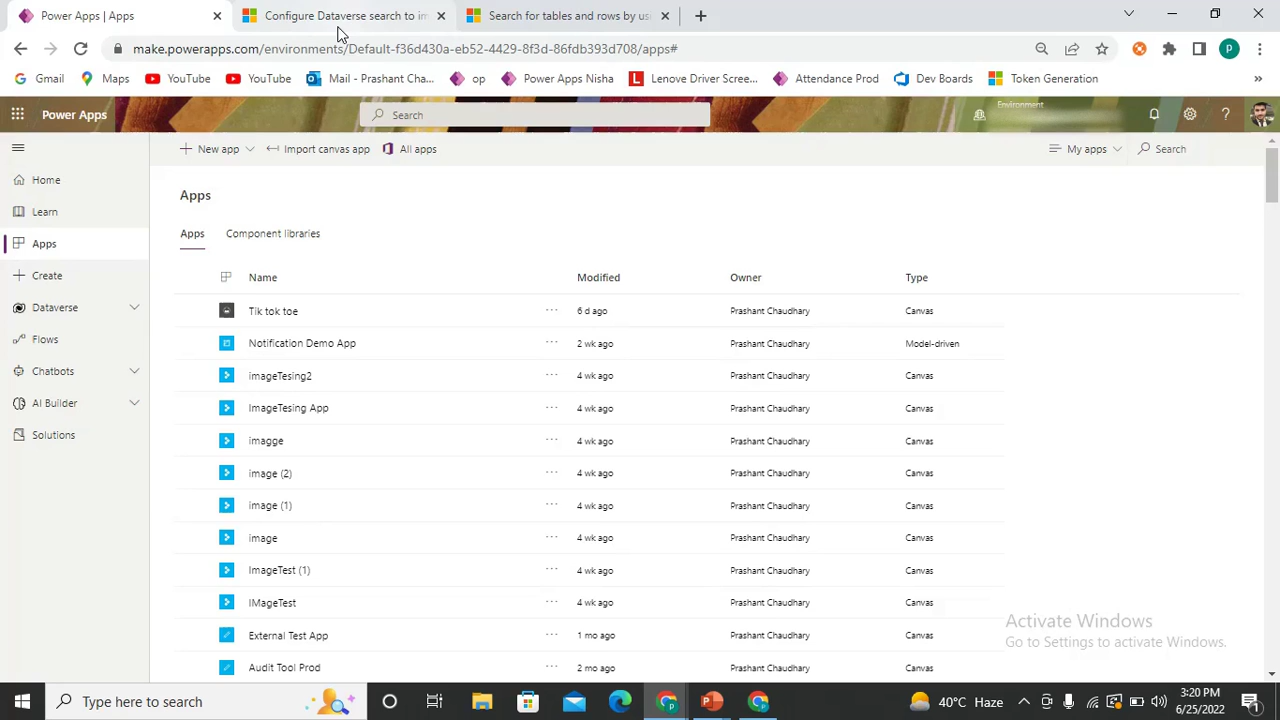 Power Apps | Apps
Configure Dataverse search to im
Search for tables and rows by usi
make.powerapps.com/environments/Default-f36d430a-eb52-4429-8f3d-86fdb393d708/apps#
P
Gmail Maps YouTube YouTube Mail - Prashant Cha... op Power Apps Nisha L Lenove Driver Scree... Attendance Prod Dev Boards Token Generation »
Power Apps
Search
Environment
New app Import canvas app All apps My apps Search
Home
Learn
Apps
Create
Dataverse
Flows
Chatbots
AI Builder
Solutions
Apps
Apps Component libraries
Name Modified Owner Type
Tik tok toe ... 6 d ago Prashant Chaudhary Canvas
Notification Demo App ... 2 wk ago Prashant Chaudhary Model-driven
imageTesing2 ... 4 wk ago Prashant Chaudhary Canvas
ImageTesing App ... 4 wk ago Prashant Chaudhary Canvas
imagge ... 4 wk ago Prashant Chaudhary Canvas
image (2) ... 4 wk ago Prashant Chaudhary Canvas
image (1) ... 4 wk ago Prashant Chaudhary Canvas
image ... 4 wk ago Prashant Chaudhary Canvas
ImageTest (1) ... 4 wk ago Prashant Chaudhary Canvas
IMageTest ... 4 wk ago Prashant Chaudhary Canvas
External Test App ... 1 mo ago Prashant Chaudhary Canvas
Audit Tool Prod ... 2 mo ago Prashant Chaudhary Canvas
Activate Windows
Go to Settings to activate Windows.
Type here to search
40°C Haze
3:20 PM
6/25/2022
1